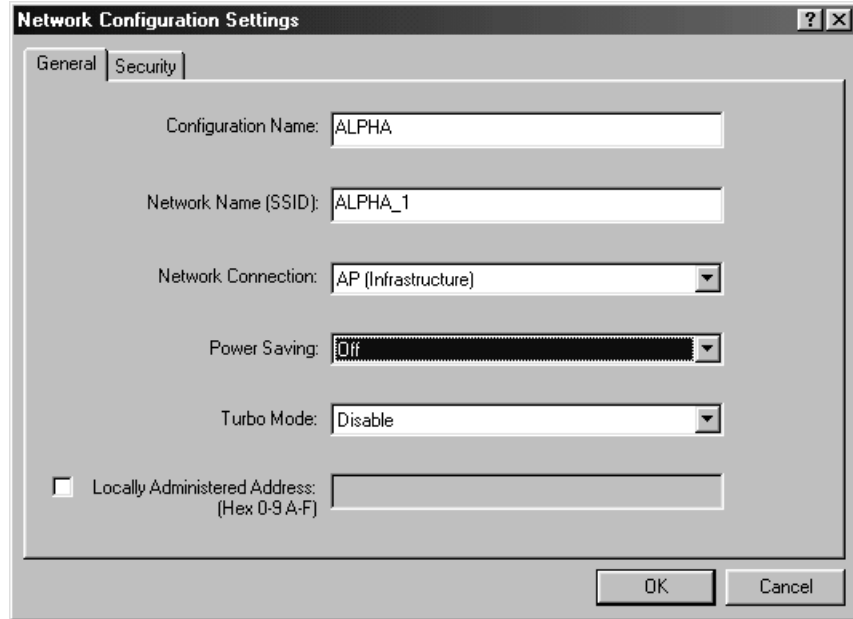 Network Configuration Settings
General Security
Configuration Name: ALPHA
Network Name (SSID): ALPHA_1
Network Connection: AP (Infrastructure)
Power Saving: Off
Turbo Mode: Disable
Locally Administered Address:
(Hex 0-9 A-F)
OK Cancel